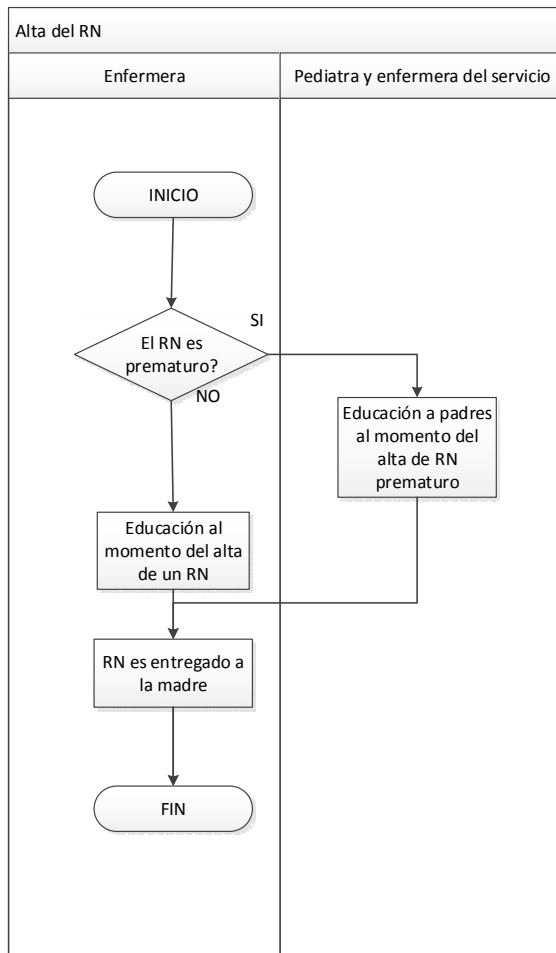 Alta del RN
Enfermera
Pediatra y enfermera del servicio
INICIO
SI
El RN es
prematuro?
NO
Educación a padres
al momento del
alta de RN
prematuro
Educación al
momento del alta
de un RN
RN es entregado a
la madre
FIN